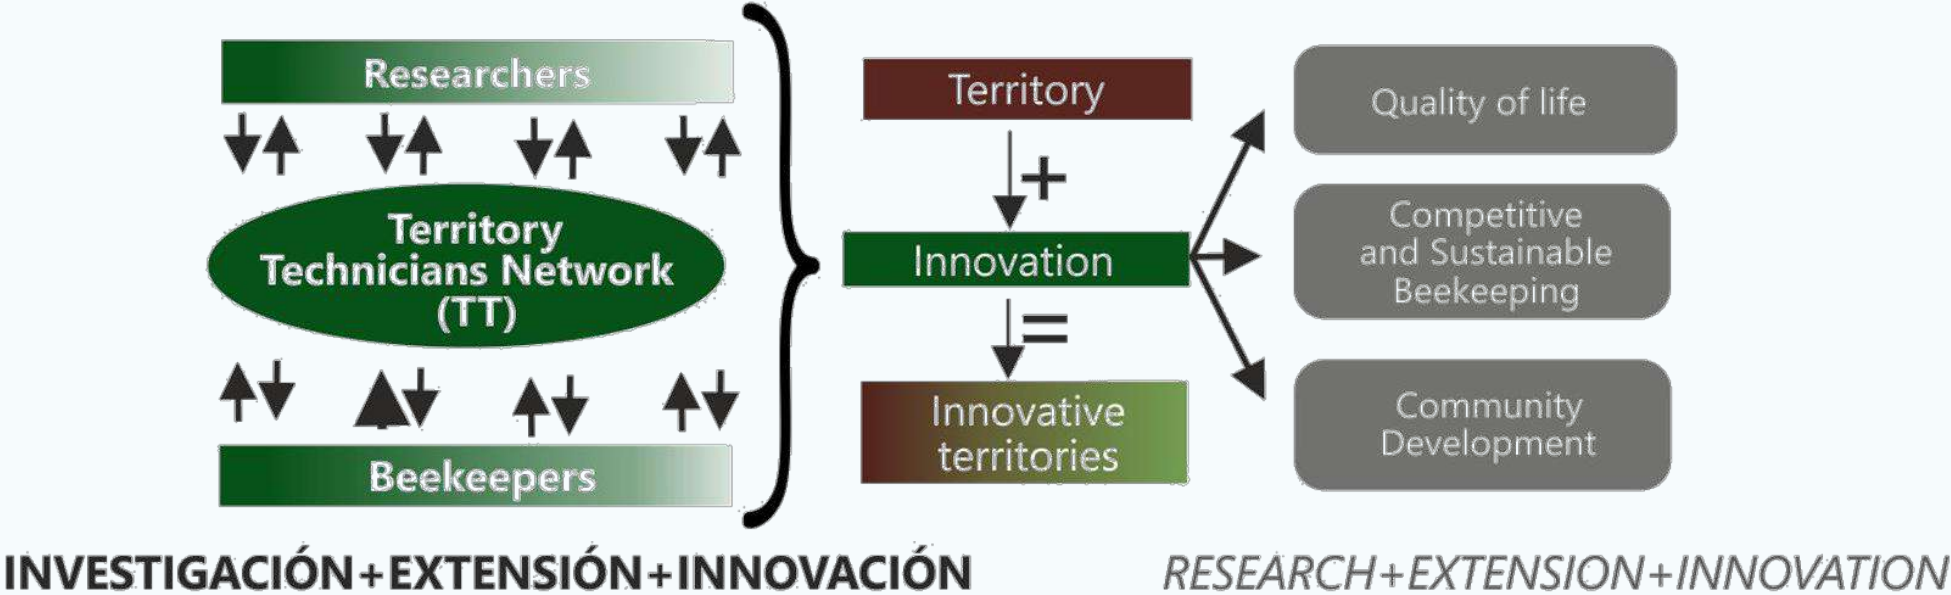 Researchers
Territory
Technicians Network
(TT)
Beekeepers
Territory
+
Innovation
=
Innovative
territories
Quality of life
Competitive
and Sustainable
Beekeeping
Community
Development
INVESTIGACIÓN+EXTENSIÓN+INNOVACIÓN
RESEARCH+EXTENSION+INNOVATION